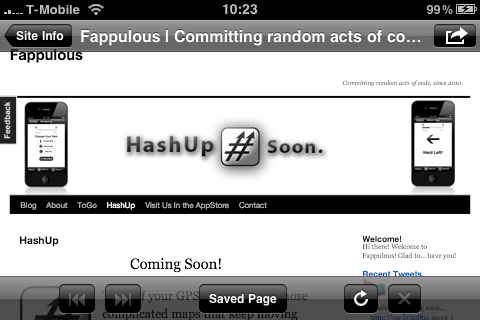 T-Mobile 10:23 99%
Site Info Fappulous I Committing random acts of co...
Fappulous
Committing random acts of code, since 2010.
Feedback
HashUp # Soon.
Hard Left!
Blog About ToGo HashUp Visit Us In the AppStore Contact
HashUp
Coming Soon!
Welcome!
Hi there! Welcome to
Fappulous! Glad to... have you!
Recent Tweets
Saved Page
of your GPS
complicated maps that keep moving
soon....